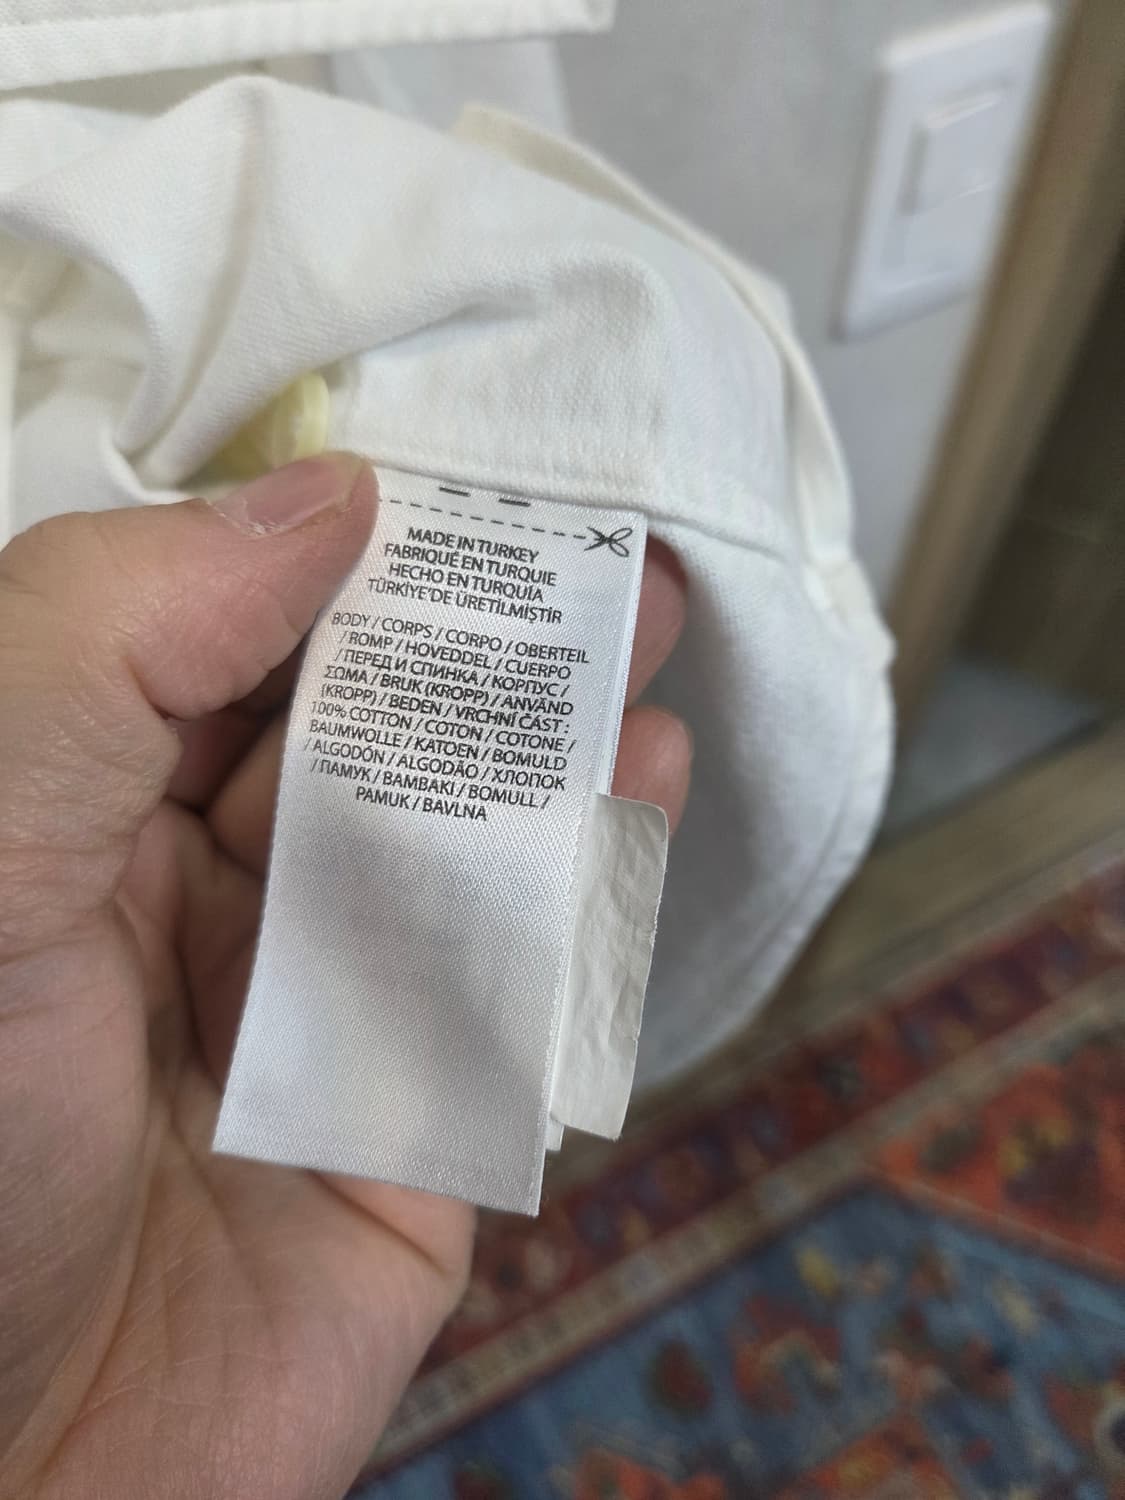 MADE IN TURKEY
FABRIQUÉ EN TURQUIE
HECHO EN TURQUIA
TÜRKİYE'DE ÜRETİLMİŞTİR
BODY / CORPS / CORPO / OBERTEIL
/ ROMP / HOVEDDEL / CUERPO
/ ПЕРЕД И СПИНКА / КОРПУС /
ΣΩΜΑ / BRUK (KROPP) / ANVÄND
(KROPP) / BEDEN / VRCHNÍ ČÁST :
100% COTTON / COTON / COTONE /
BAUMWOLLE / KATOEN / BOMULD
/ ALGODÓN / ALGODÃO / ХЛОПОК
/ ПАМУК / ΒΑΜΒΑΚΙ / BOMULL /
PAMUK / BAVLNA